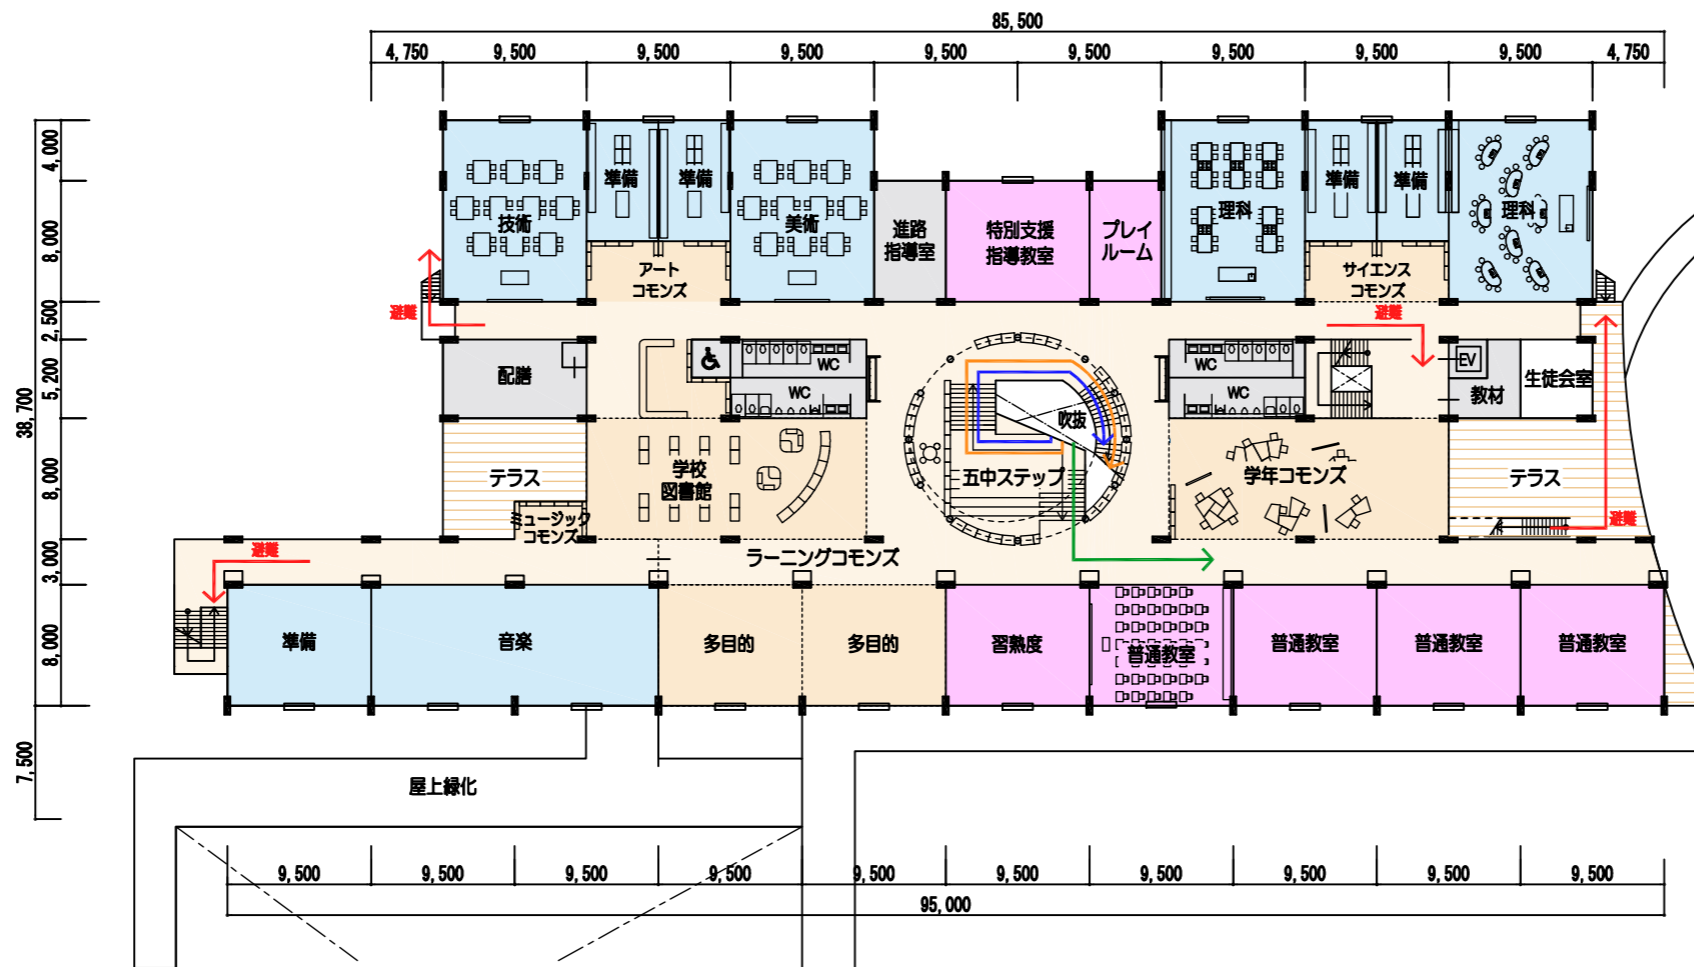 85,500
4,750
9,500
9,500
9,500
9,500
9,500
9,500
9,500
9,500
4,750
4,000
8,000
2,500
5,200
8,000
3,000
8,000
38,700
7,500
技術
準備
準備
美術
進路
指導室
特別支援
指導教室
プレイ
ルーム
理科
準備
準備
理科
アート
コモンズ
サイエンス
コモンズ
避難
避難
配膳
WC
WC
WC
WC
EV
教材
生徒会室
吹抜
テラス
学校
図書館
五中ステップ
学年コモンズ
テラス
ミュージック
コモンズ
避難
避難
ラーニングコモンズ
準備
音楽
多目的
多目的
習熟度
普通教室
普通教室
普通教室
普通教室
屋上緑化
9,500
9,500
9,500
9,500
9,500
9,500
9,500
9,500
9,500
9,500
95,000